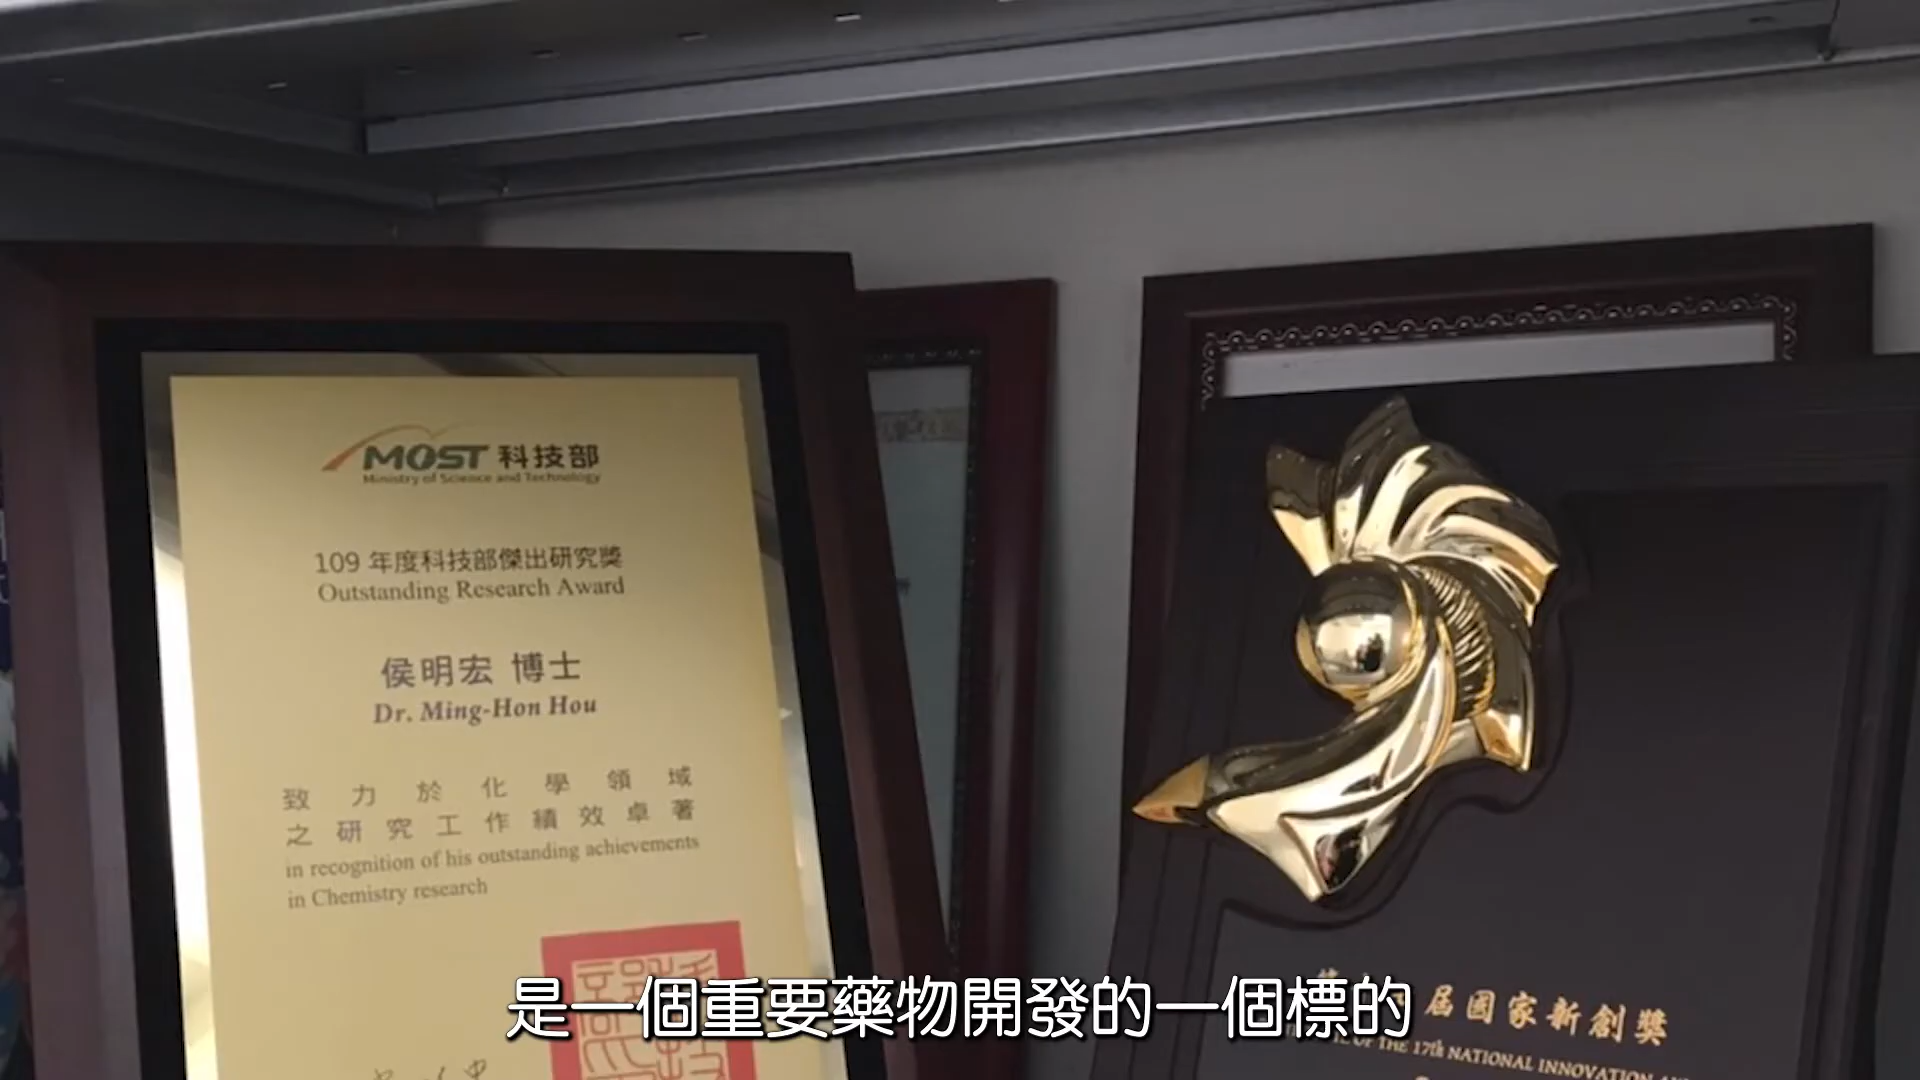 MOST 科技部
Ministry of Science and Technology
109 年度科技部傑出研究獎
Outstanding Research Award
侯明宏 博士
Dr. Ming-Hon Hou
致力於化學領域
之研究工作績效卓著
in recognition of his outstanding achievements
in Chemistry research
屆国家新創獎
OF THE 17th NATIONAL INNOVATION
是一個重要藥物開發的一個標的